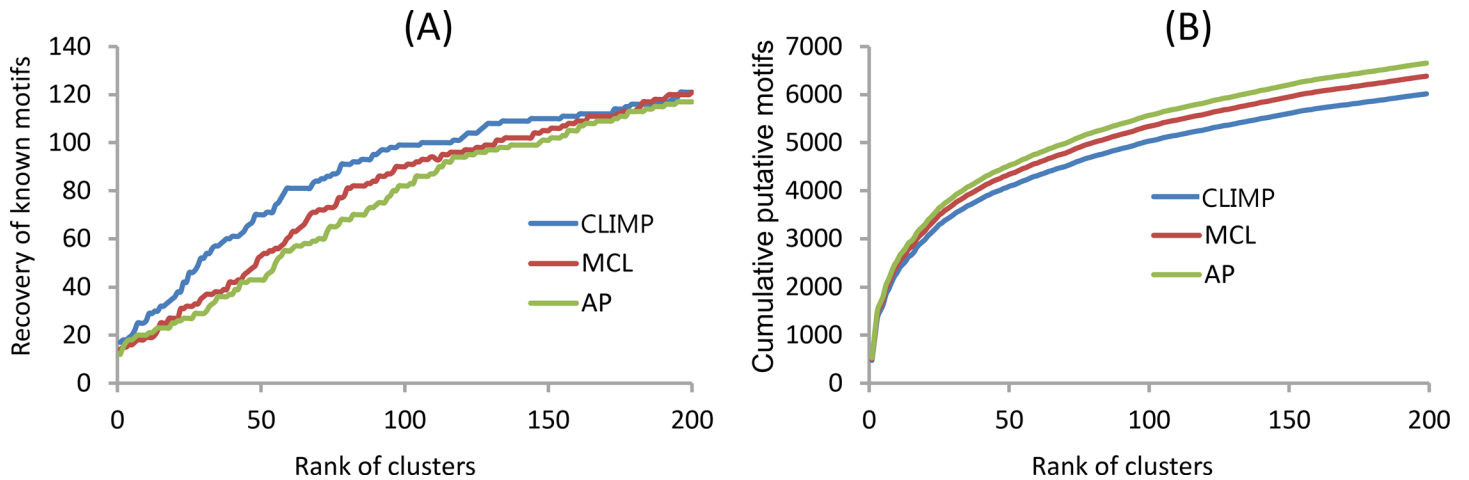 (A)
Recovery of known motifs
140
120
100
80
60
40
20
0
0 50 100 150 200
Rank of clusters
CLIMP
MCL
AP
(B)
Cumulative putative motifs
7000
6000
5000
4000
3000
2000
1000
0
0 50 100 150 200
Rank of clusters
CLIMP
MCL
AP